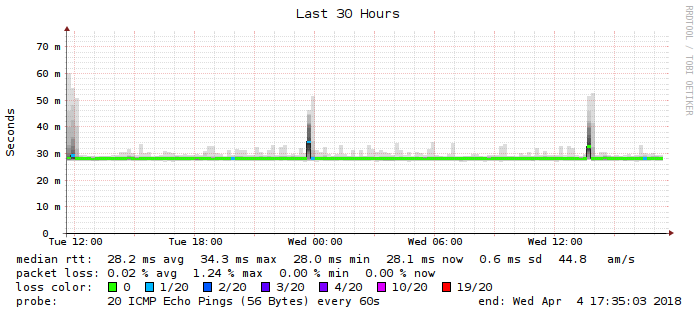 Last 30 Hours
RRDTOOL / TOBI OETIKER
Seconds
70 m
60 m
50 m
40 m
30 m
20 m
10 m
0
Tue 12:00 Tue 18:00 Wed 00:00 Wed 06:00 Wed 12:00
median rtt: 28.2 ms avg 34.3 ms max 28.0 ms min 28.1 ms now 0.6 ms sd 44.8 am/s
packet loss: 0.02 % avg 1.24 % max 0.00 % min 0.00 % now
loss color: 0 1/20 2/20 3/20 4/20 10/20 19/20
probe: 20 ICMP Echo Pings (56 Bytes) every 60s end: Wed Apr 4 17:35:03 2018